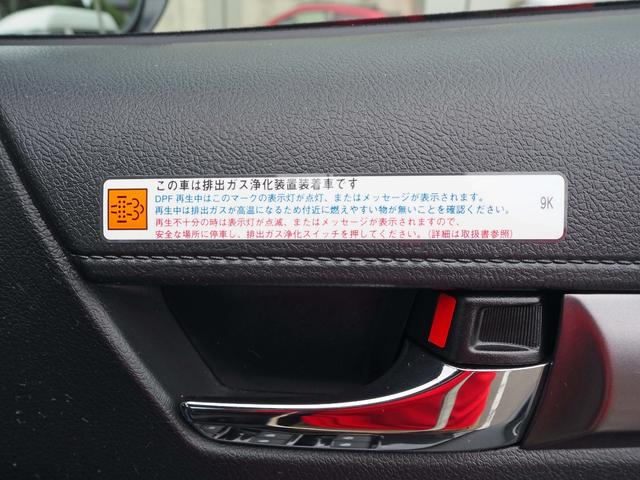 この車は排出ガス浄化装置装着車です
DPF再生中はこのマークの表示灯が点灯、またはメッセージが表示されます。
再生中は排出ガスが高温になるため付近に燃えやすい物が無いことを確認ください。
再生不十分の時は表示灯が点滅、またはメッセージが表示されますので、
安全な場所に停車し、排出ガス浄化スイッチを押してください。（詳細は取扱書参照）
9K